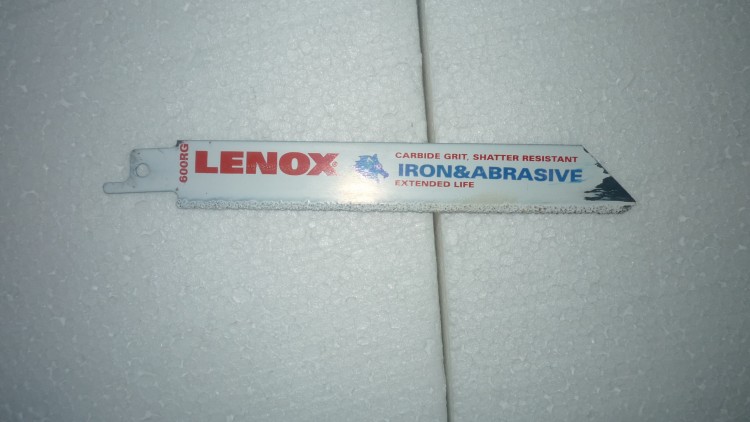 600RG
LENOX
CARBIDE GRIT, SHATTER RESISTANT
IRON&ABRASIVE
EXTENDED LIFE